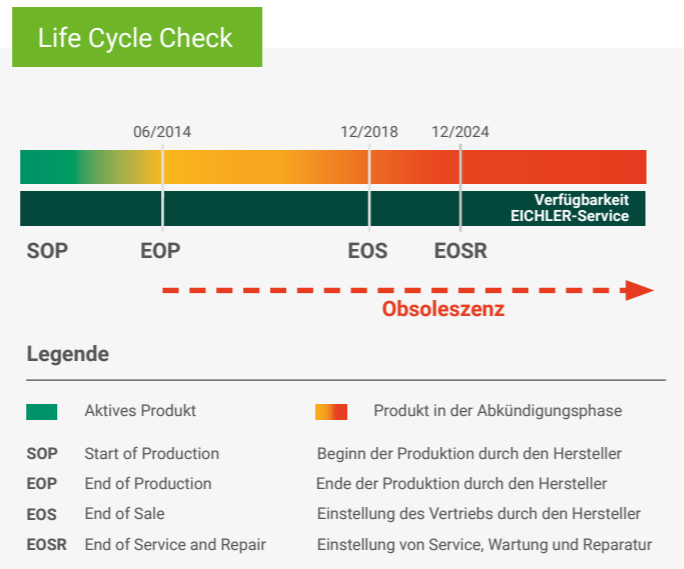 Life Cycle Check
06/2014 12/2018 12/2024
Verfügbarkeit
EICHLER-Service
SOP EOP EOS EOSR
Obsoleszenz
Legende
Aktives Produkt Produkt in der Abkündigungsphase
SOP Start of Production Beginn der Produktion durch den Hersteller
EOP End of Production Ende der Produktion durch den Hersteller
EOS End of Sale Einstellung des Vertriebs durch den Hersteller
EOSR End of Service and Repair Einstellung von Service, Wartung und Reparatur